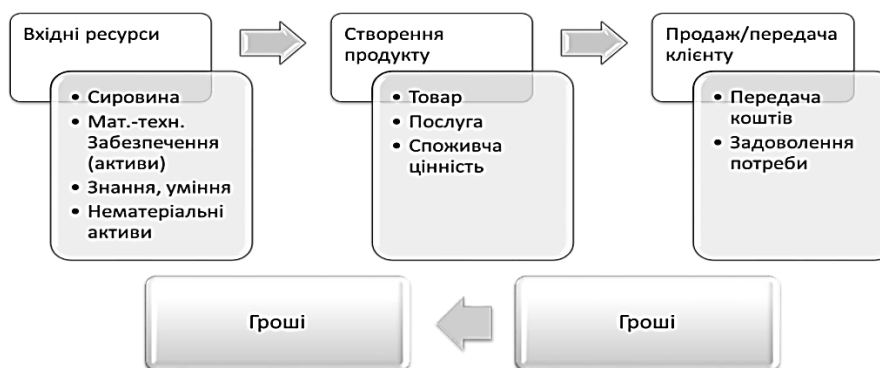 Вхідні ресурси
• Сировина
• Мат.-техн.
Забезпечення
(активи)
• Знання, уміння
• Нематеріальні
активи
Створення
продукту
• Товар
• Послуга
• Споживча
цінність
Продаж/передача
клієнту
• Передача
коштів
• Задоволення
потреби
Гроші
Гроші